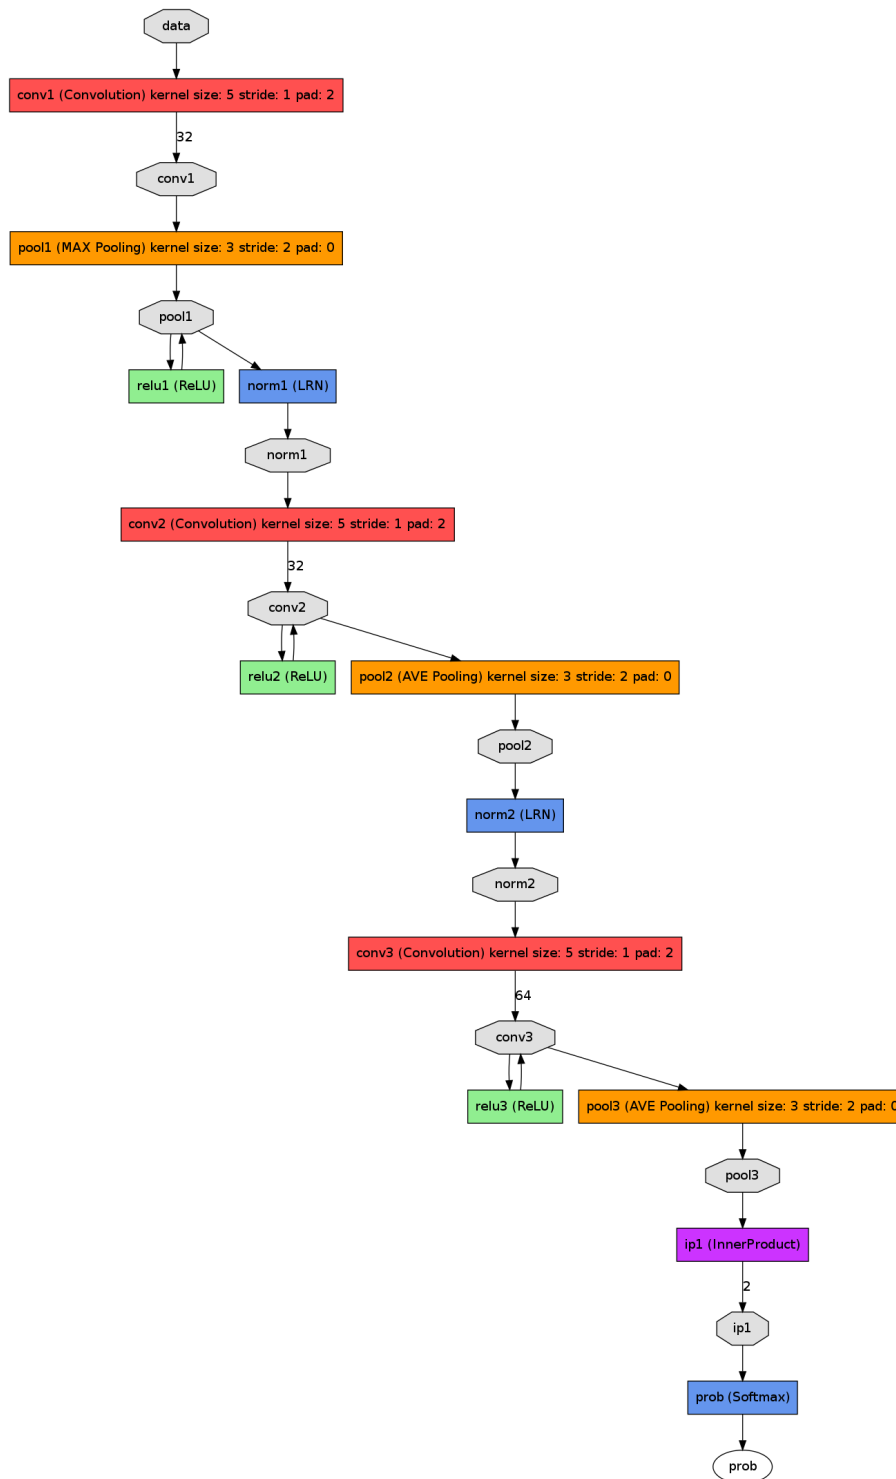 data
conv1 (Convolution) kernel size: 5 stride: 1 pad: 2
32
conv1
pool1 (MAX Pooling) kernel size: 3 stride: 2 pad: 0
pool1
relu1 (ReLU)
norm1 (LRN)
norm1
conv2 (Convolution) kernel size: 5 stride: 1 pad: 2
32
conv2
relu2 (ReLU)
pool2 (AVE Pooling) kernel size: 3 stride: 2 pad: 0
pool2
norm2 (LRN)
norm2
conv3 (Convolution) kernel size: 5 stride: 1 pad: 2
64
conv3
relu3 (ReLU)
pool3 (AVE Pooling) kernel size: 3 stride: 2 pad: 0
pool3
ip1 (InnerProduct)
2
ip1
prob (Softmax)
prob